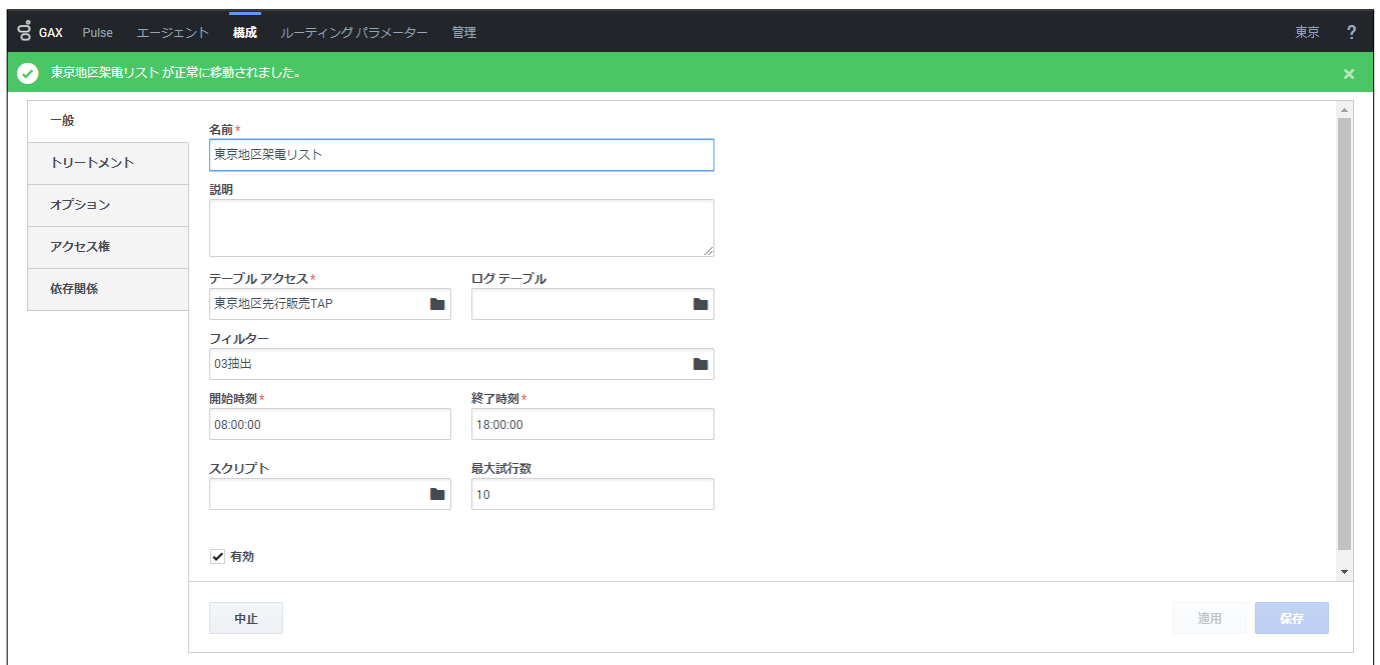 GAX Pulse エージェント 構成 ルーティング パラメーター 管理 東京 ?
東京地区架電リスト が正常に移動されました。 ×
一般
トリートメント
オプション
アクセス権
依存関係
名前*
東京地区架電リスト
説明
テーブル アクセス* ログ テーブル
東京地区先行販売TAP
フィルター
03抽出
開始時刻* 終了時刻*
08:00:00 18:00:00
スクリプト 最大試行数
10
有効
中止 適用 保存